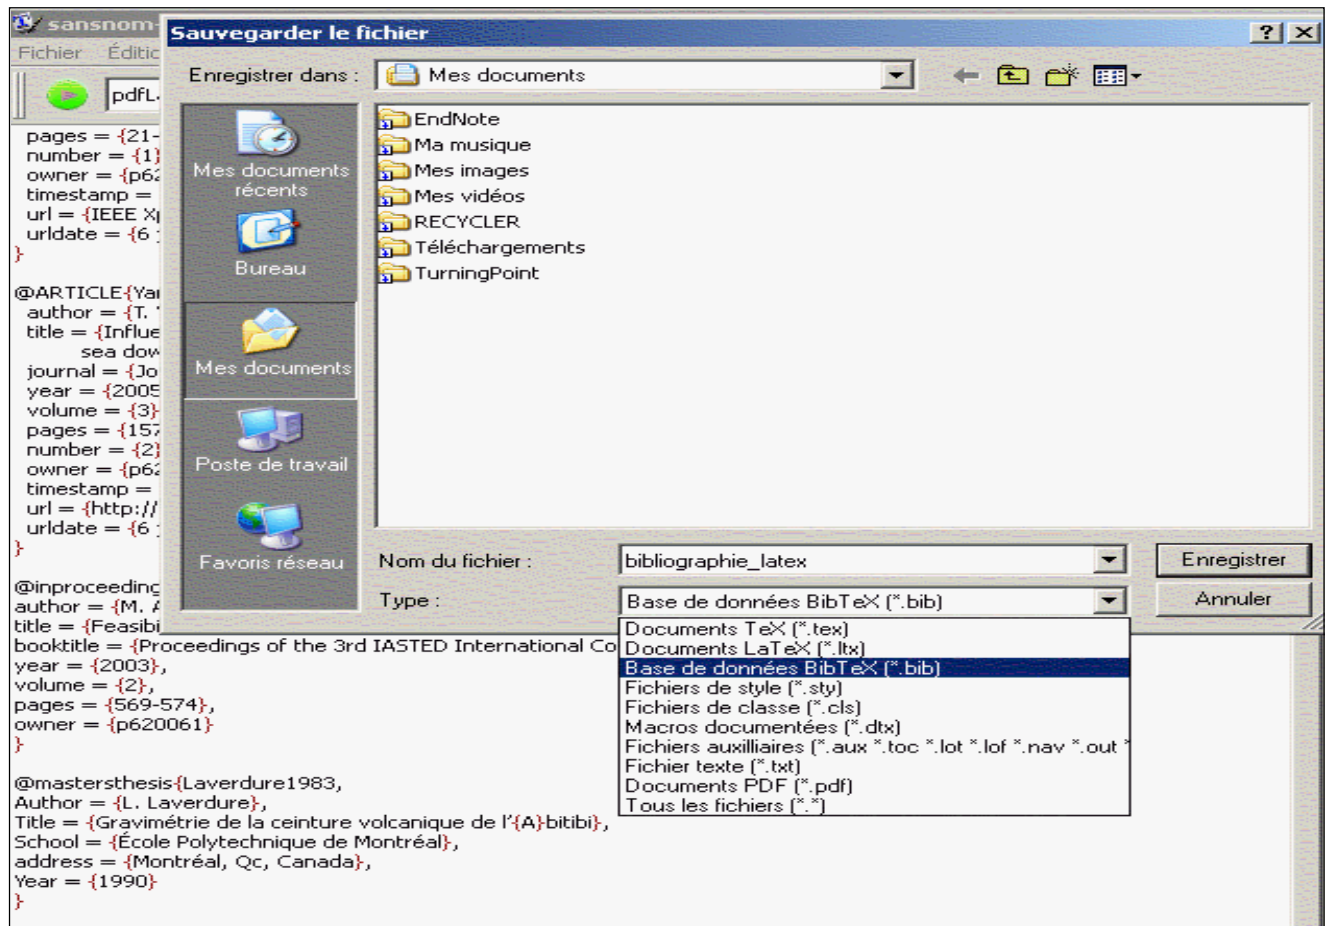 sansnom-
Fichier Éditic
pdfL
pages = {21-
number = {1}
owner = {p62
timestamp =
url = {IEEE Xp
urldate = {6
}
@ARTICLE{Yar
author = {T.
title = {Influe
sea dow
journal = {Jo
year = {2005
volume = {3}
pages = {157
number = {2}
owner = {p62
timestamp =
url = {http://
urldate = {6
}
@inproceeding
author = {M. A
title = {Feasibi
booktitle = {Proceedings of the 3rd IASTED International Co
year = {2003},
volume = {2},
pages = {569-574},
owner = {p620061}
}
@mastersthesis{Laverdure1983,
Author = {L. Laverdure},
Title = {Gravimétrie de la ceinture volcanique de l'{A}bitibi},
School = {École Polytechnique de Montréal},
address = {Montréal, Qc, Canada},
Year = {1990}
}
Sauvegarder le fichier
Enregistrer dans :
Mes documents
Mes documents
récents
Bureau
Mes documents
Poste de travail
Favoris réseau
EndNote
Ma musique
Mes images
Mes vidéos
RECYCLER
Téléchargements
TurningPoint
Nom du fichier :
bibliographie_latex
Enregistrer
Type :
Base de données BibTeX (*.bib)
Annuler
Documents TeX (*.tex)
Documents LaTeX (*.ltx)
Base de données BibTeX (*.bib)
Fichiers de style (*.sty)
Fichiers de classe (*.cls)
Macros documentées (*.dtx)
Fichiers auxilliaires (*.aux *.toc *.lot *.lof *.nav *.out *
Fichier texte (*.txt)
Documents PDF (*.pdf)
Tous les fichiers (*.*)